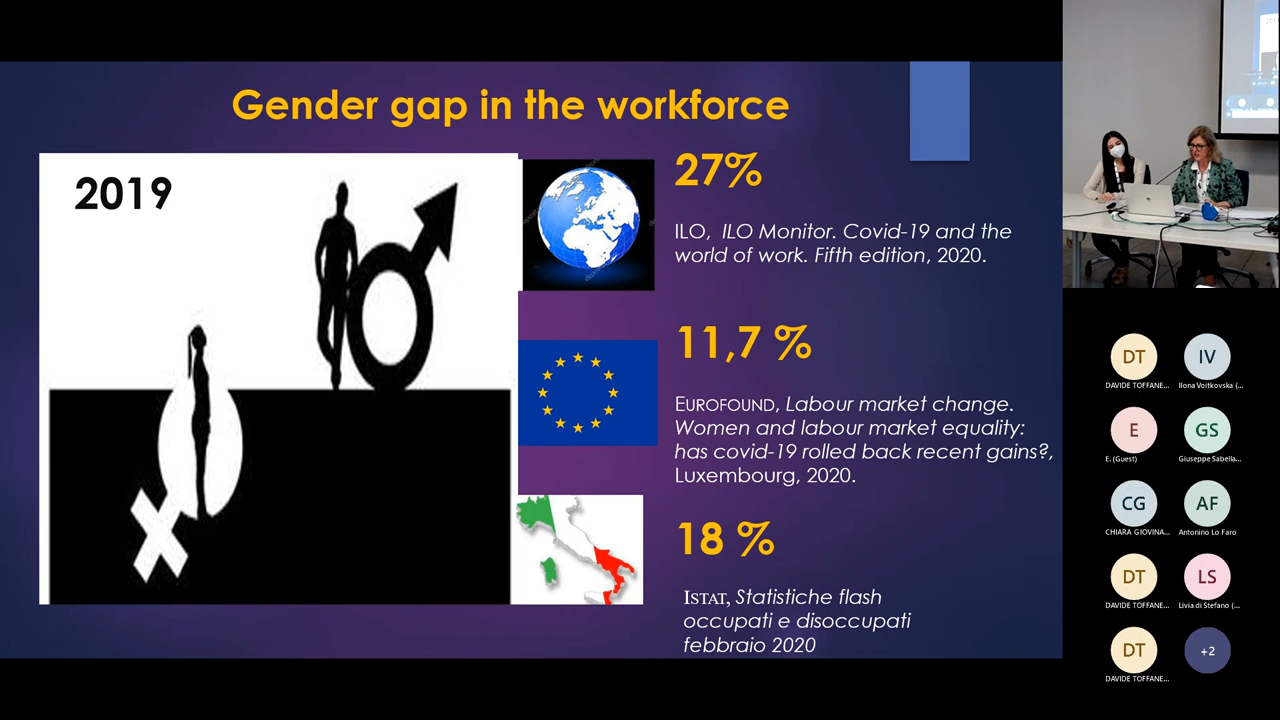 Gender gap in the workforce
2019
27%
ILO, ILO Monitor. Covid-19 and the
world of work. Fifth edition, 2020.
11,7 %
EUROFOUND, Labour market change.
Women and labour market equality:
has covid-19 rolled back recent gains?,
Luxembourg, 2020.
18 %
ISTAT, Statistiche flash
occupati e disoccupati
febbraio 2020
DT
DAVIDE TOFFANE...
IV
Ilona Voitkovska (...
E
E. (Guest)
GS
Giuseppe Sabella...
CG
CHIARA GIOVINA...
AF
Antonino Lo Faro
DT
DAVIDE TOFFANE...
LS
Livia di Stefano (...
DT
DAVIDE TOFFANE...
+2